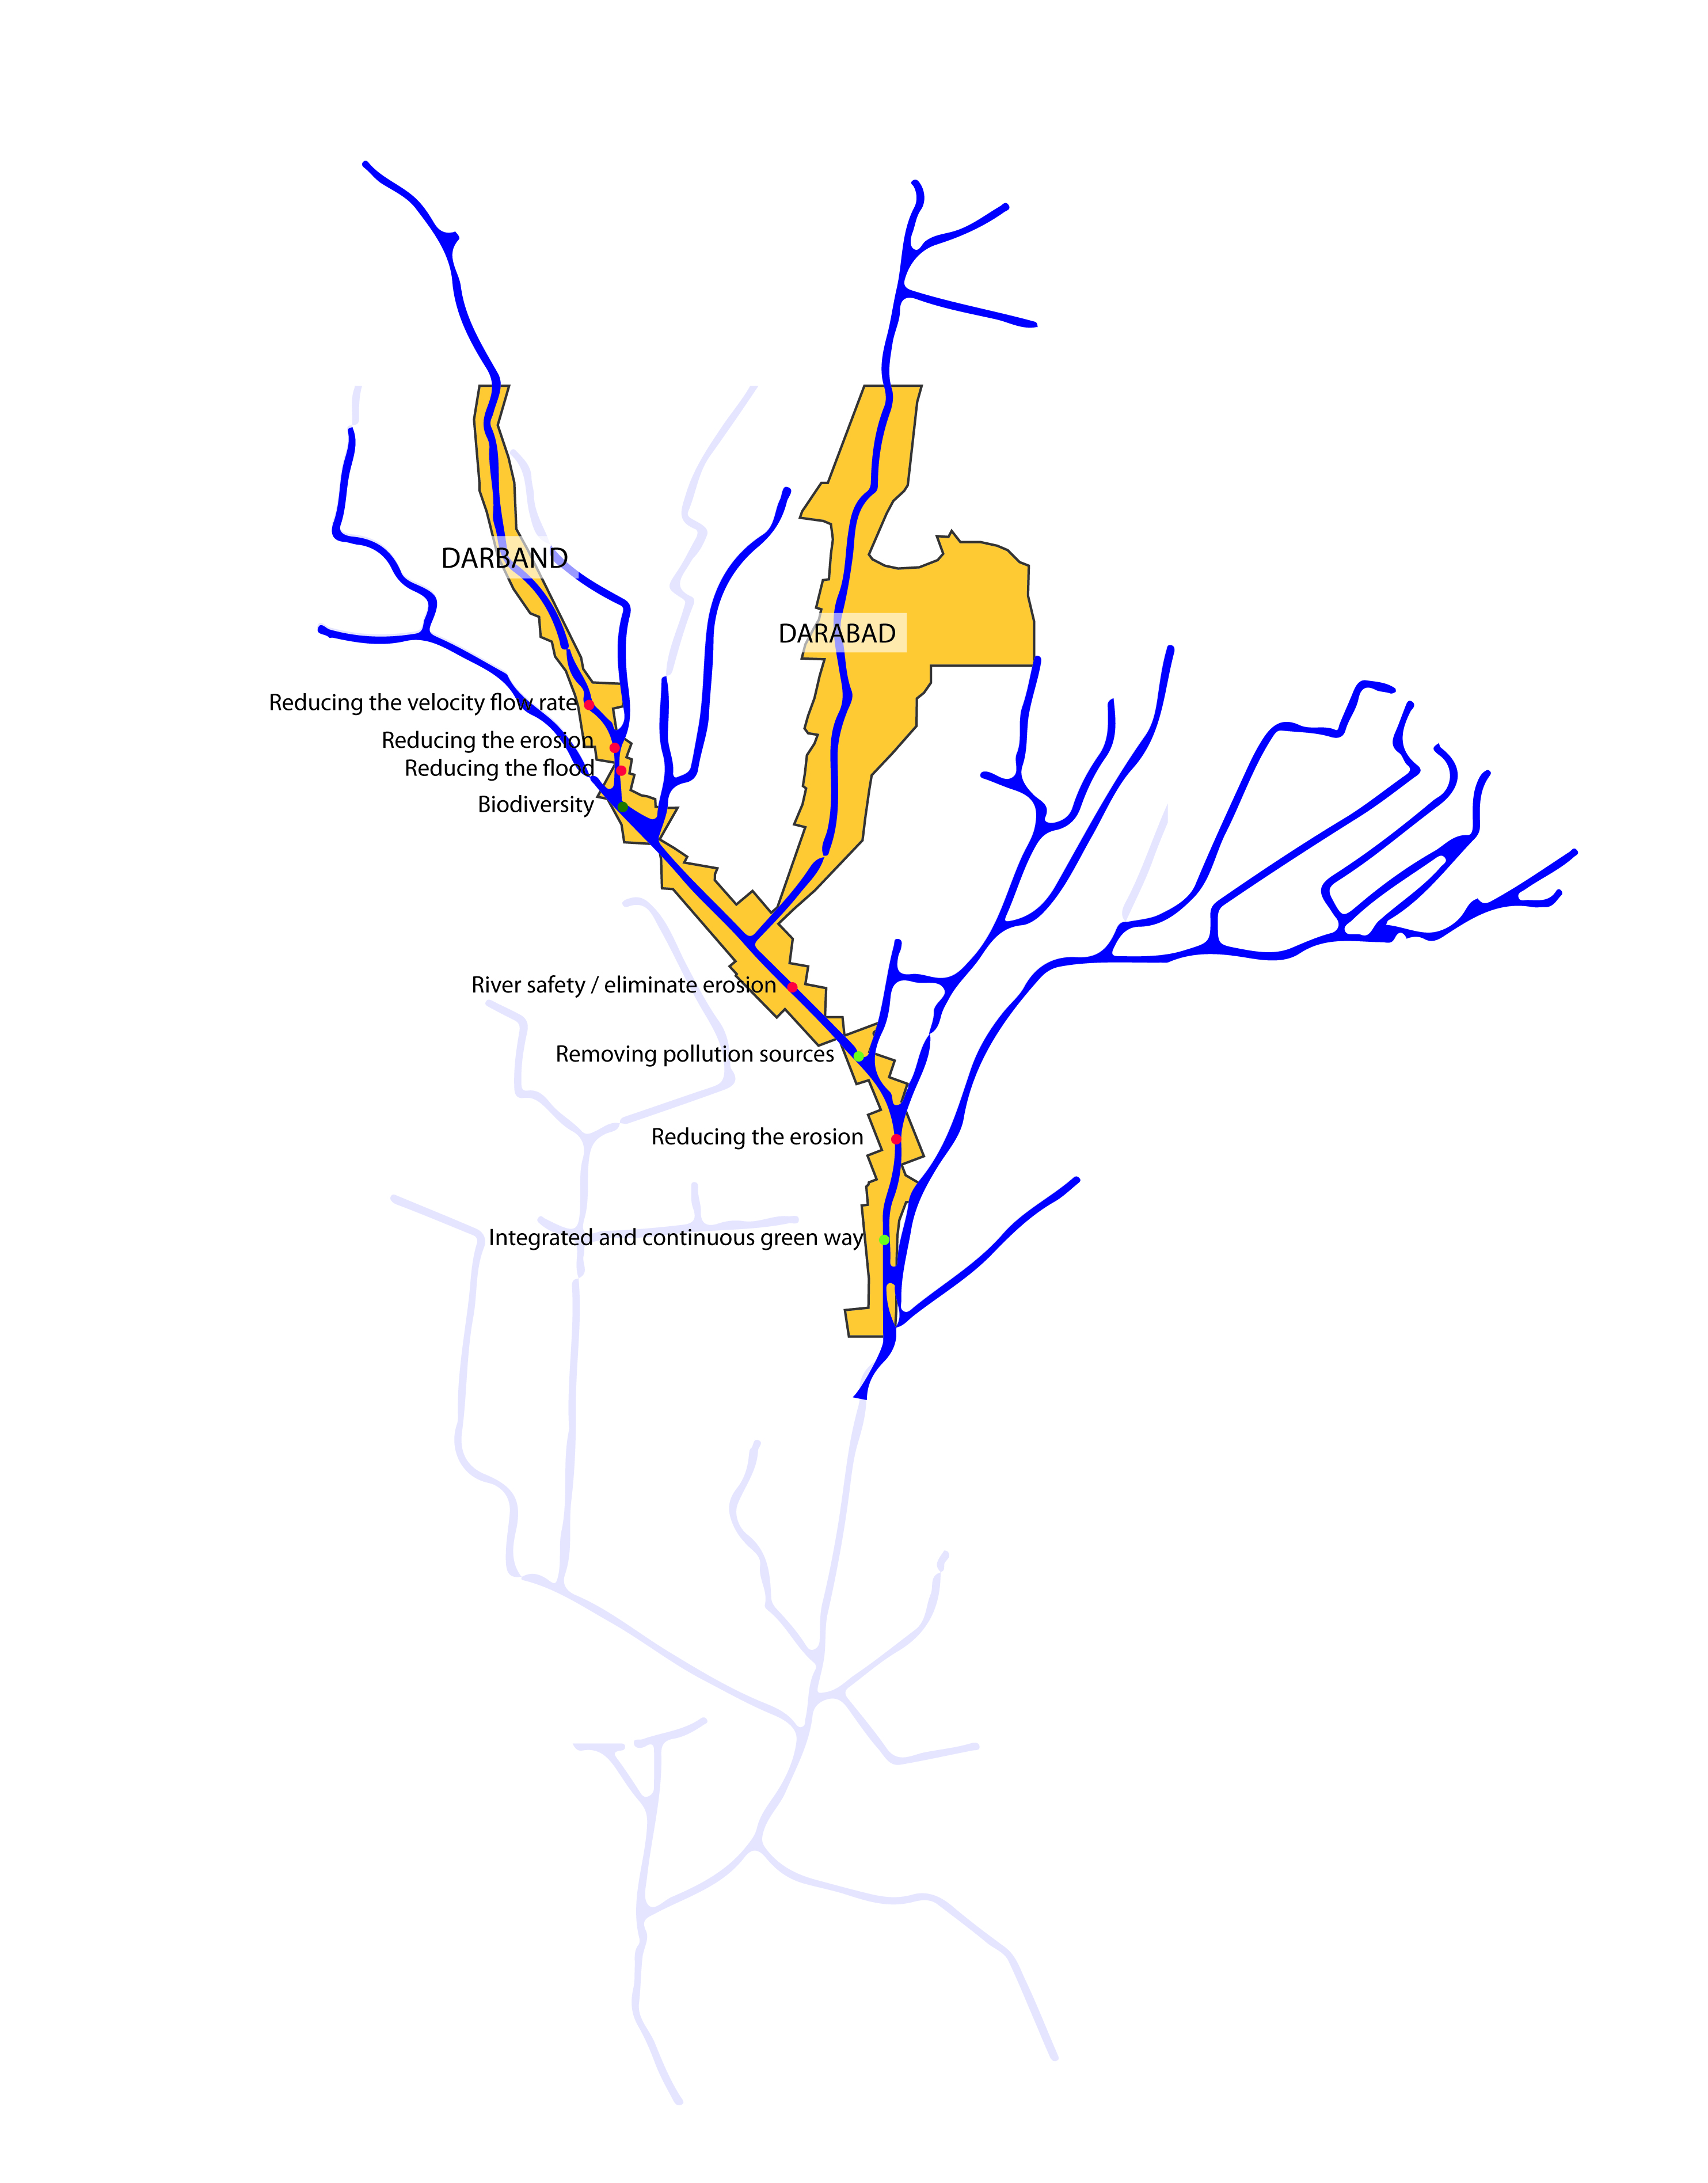 DARBAND
DARABAD
Reducing the velocity flow rate
Reducing the erosion
Reducing the flood
Biodiversity
River safety / eliminate erosion
Removing pollution sources
Reducing the erosion
Integrated and continuous green way